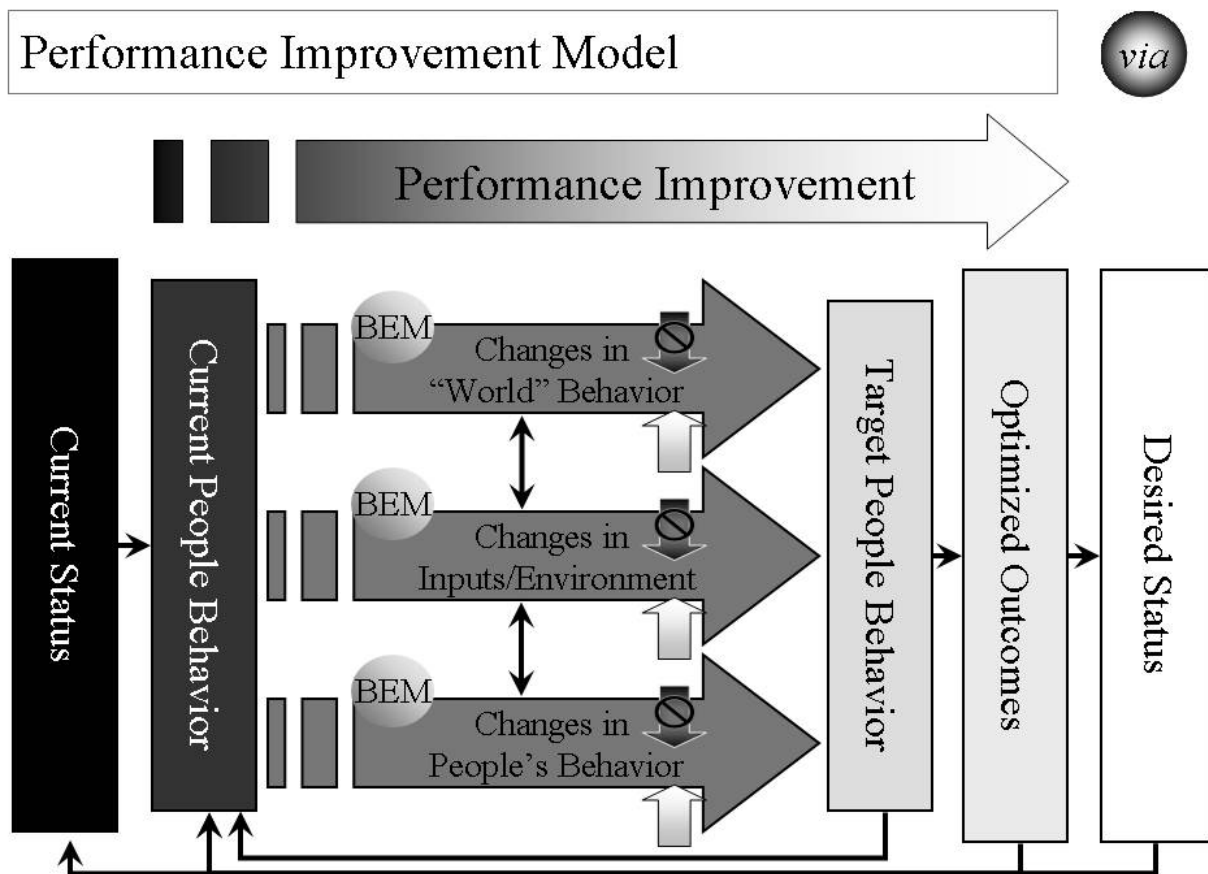 Performance Improvement Model
via
Performance Improvement
Current Status
Current People Behavior
BEM
Changes in
“World” Behavior
BEM
Changes in
Inputs/Environment
BEM
Changes in
People’s Behavior
Target People Behavior
Optimized Outcomes
Desired Status